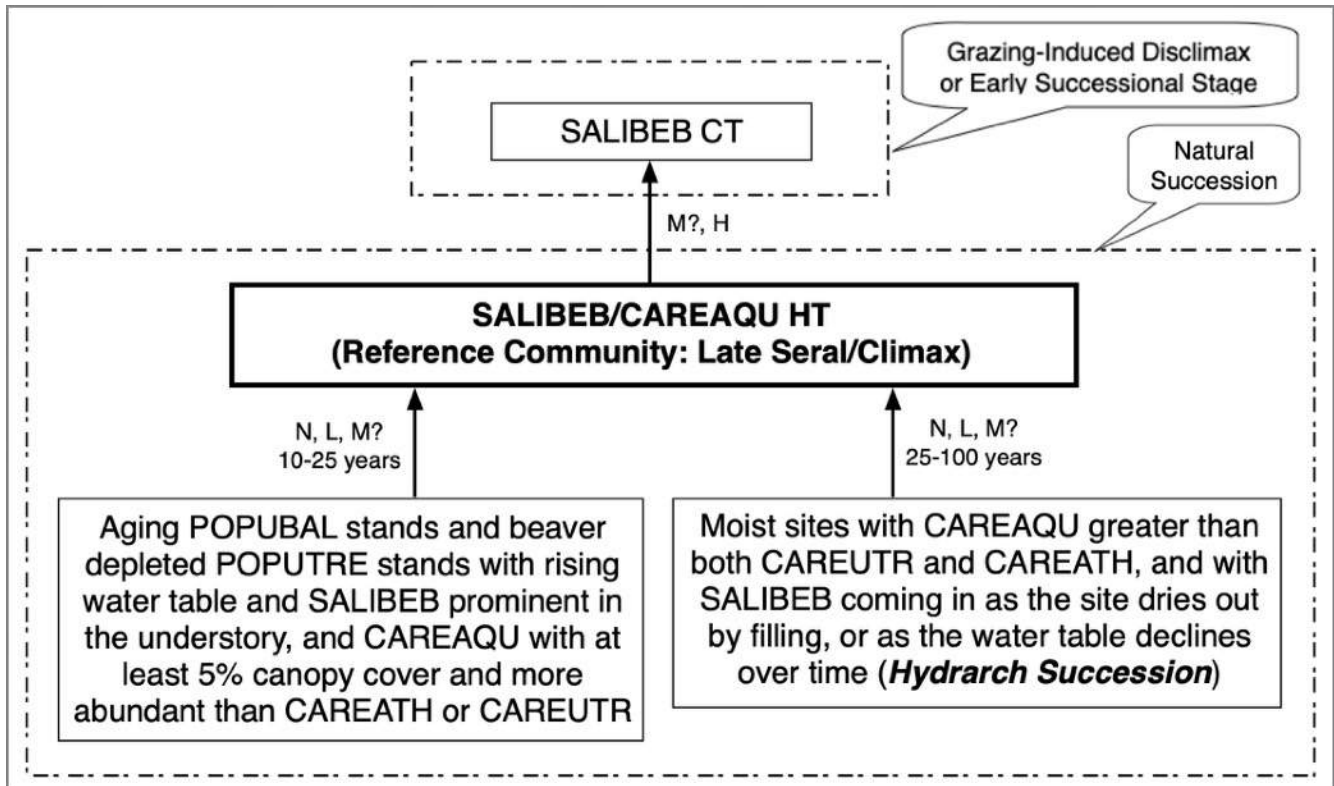 Grazing-Induced Disclimax
or Early Successional Stage
SALIBEB CT
Natural
Succession
M?, H
SALIBEB/CAREAQU HT
(Reference Community: Late Seral/Climax)
N, L, M?
10-25 years
N, L, M?
25-100 years
Aging POPUBAL stands and beaver
depleted POPUTRE stands with rising
water table and SALIBEB prominent in
the understory, and CAREAQU with at
least 5% canopy cover and more
abundant than CAREATH or CAREUTR
Moist sites with CAREAQU greater than
both CAREUTR and CAREATH, and with
SALIBEB coming in as the site dries out
by filling, or as the water table declines
over time (Hydrarch Succession)